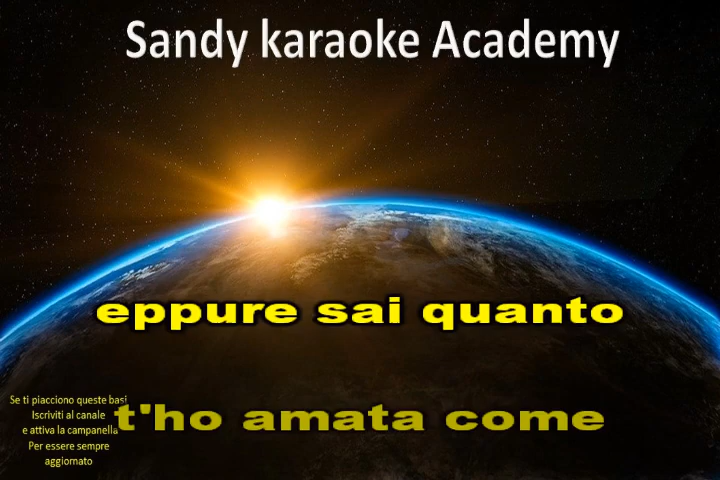 Sandy karaoke Academy
eppure sai quanto
t'ho amata come
Se ti piacciono queste basi
Iscriviti al canale
e attiva la campanella
Per essere sempre
aggiornato